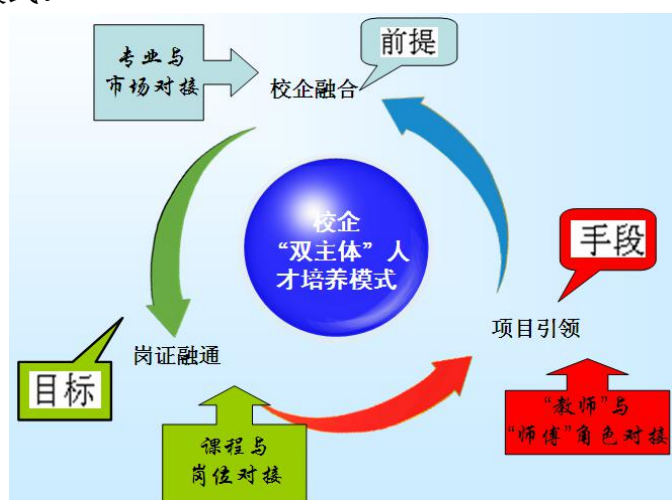 专业与
市场对接
前提
校企融合
校企
“双主体”人
才培养模式
手段
项目引领
岗证融通
目标
“教师”与
“师傅”角色对接
课程与
岗位对接